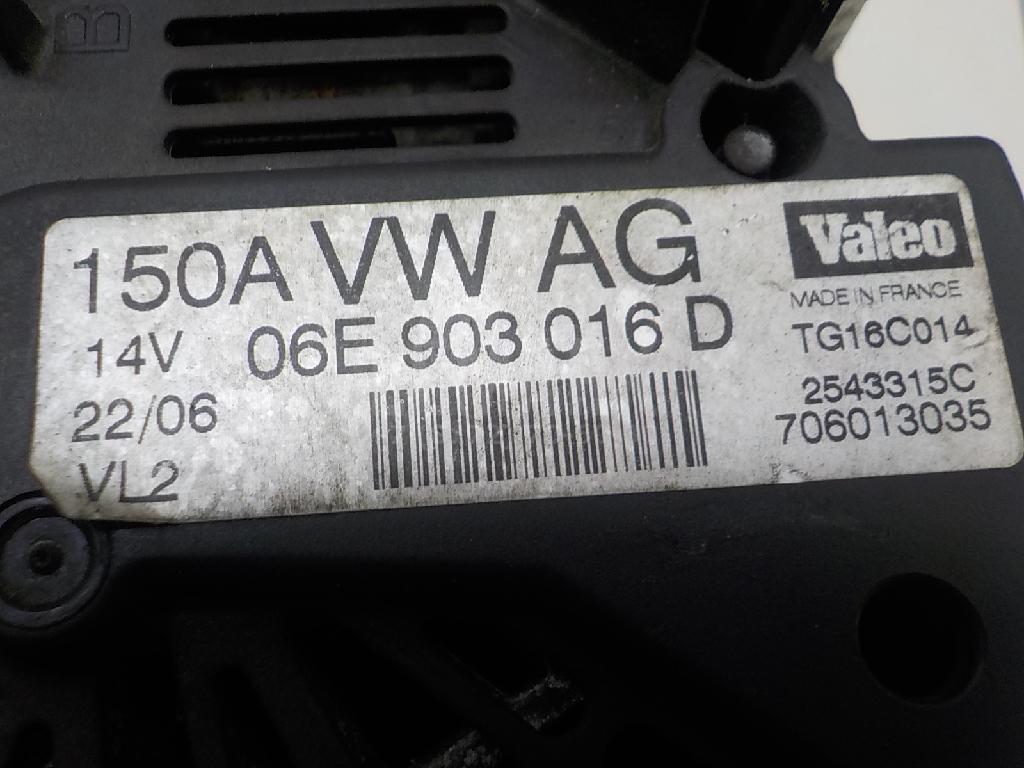 B
150A VW AG
14V 06E 903 016 D
22/06
VL2
Valeo
MADE IN FRANCE
TG16C014
2543315C
706013035